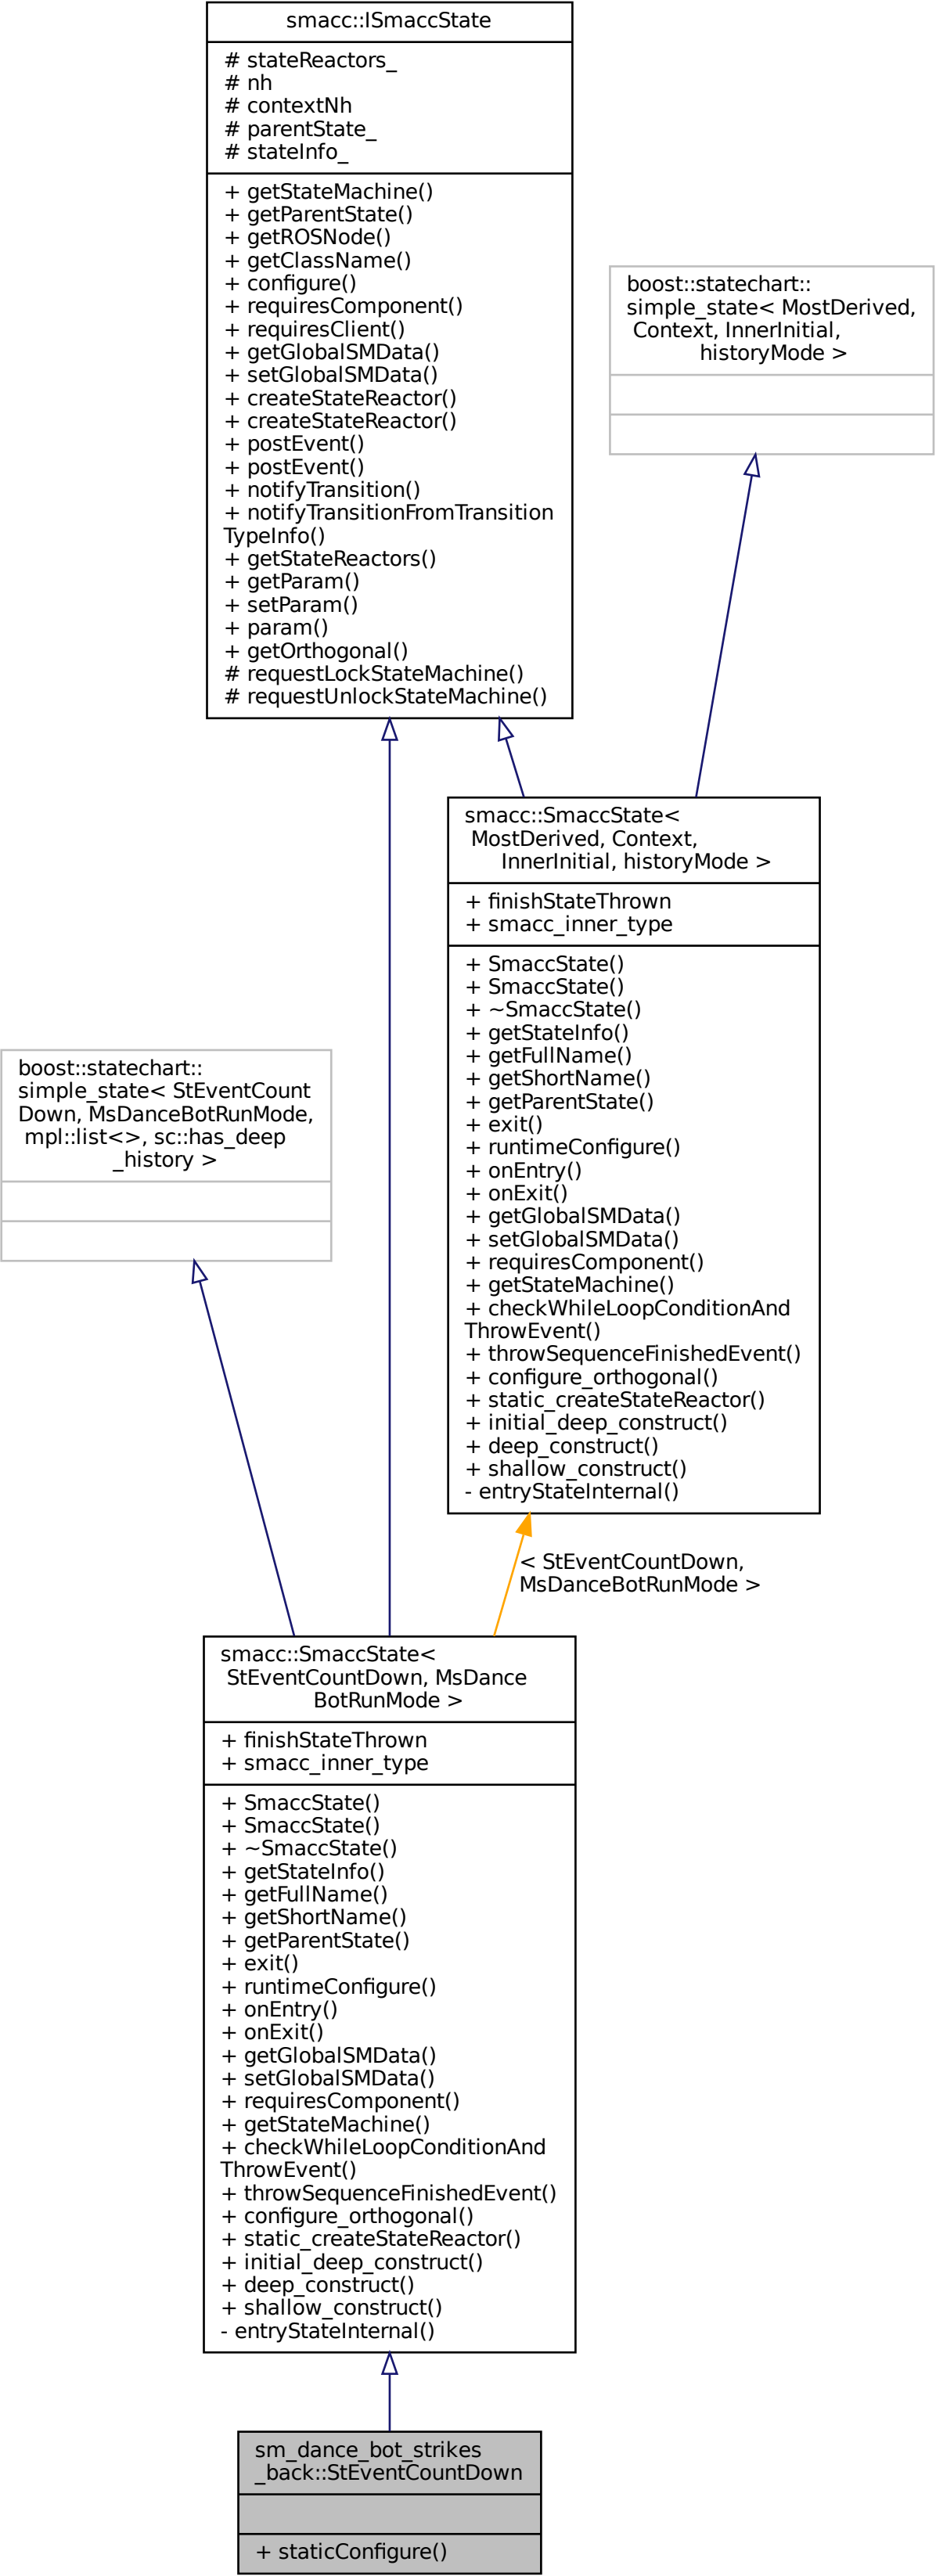 smacc::ISmaccState
# stateReactors_
# nh
# contextNh
# parentState_
# stateInfo_
+ getStateMachine()
+ getParentState()
+ getROSNode()
+ getClassName()
+ configure()
+ requiresComponent()
+ requiresClient()
+ getGlobalSMData()
+ setGlobalSMData()
+ createStateReactor()
+ createStateReactor()
+ postEvent()
+ postEvent()
+ notifyTransition()
+ notifyTransitionFromTransition
TypeInfo()
+ getStateReactors()
+ getParam()
+ setParam()
+ param()
+ getOrthogonal()
# requestLockStateMachine()
# requestUnlockStateMachine()
boost::statechart::
simple_state< MostDerived,
Context, InnerInitial,
historyMode >
smacc::SmaccState<
MostDerived, Context,
InnerInitial, historyMode >
+ finishStateThrown
+ smacc_inner_type
+ SmaccState()
+ SmaccState()
+ ~SmaccState()
+ getStateInfo()
+ getFullName()
+ getShortName()
+ getParentState()
+ exit()
+ runtimeConfigure()
+ onEntry()
+ onExit()
+ getGlobalSMData()
+ setGlobalSMData()
+ requiresComponent()
+ getStateMachine()
+ checkWhileLoopConditionAnd
ThrowEvent()
+ throwSequenceFinishedEvent()
+ configure_orthogonal()
+ static_createStateReactor()
+ initial_deep_construct()
+ deep_construct()
+ shallow_construct()
- entryStateInternal()
boost::statechart::
simple_state< StEventCount
Down, MsDanceBotRunMode,
mpl::list<>, sc::has_deep
_history >
< StEventCountDown,
MsDanceBotRunMode >
smacc::SmaccState<
StEventCountDown, MsDance
BotRunMode >
+ finishStateThrown
+ smacc_inner_type
+ SmaccState()
+ SmaccState()
+ ~SmaccState()
+ getStateInfo()
+ getFullName()
+ getShortName()
+ getParentState()
+ exit()
+ runtimeConfigure()
+ onEntry()
+ onExit()
+ getGlobalSMData()
+ setGlobalSMData()
+ requiresComponent()
+ getStateMachine()
+ checkWhileLoopConditionAnd
ThrowEvent()
+ throwSequenceFinishedEvent()
+ configure_orthogonal()
+ static_createStateReactor()
+ initial_deep_construct()
+ deep_construct()
+ shallow_construct()
- entryStateInternal()
sm_dance_bot_strikes
_back::StEventCountDown
+ staticConfigure()